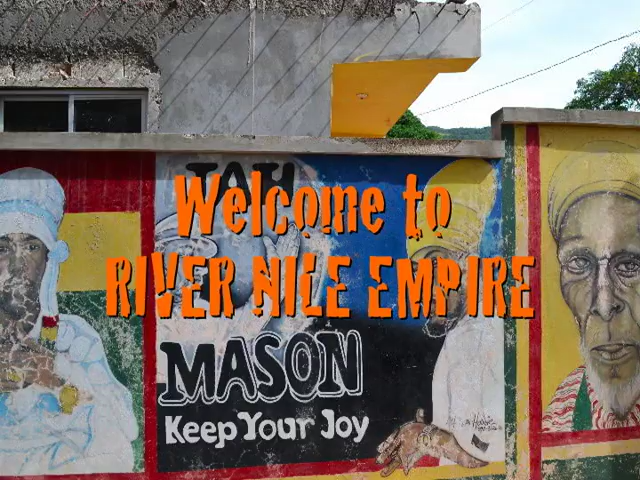 JAH
Welcome to
RIVER NILE EMPIRE
MASON
Keep Your Joy